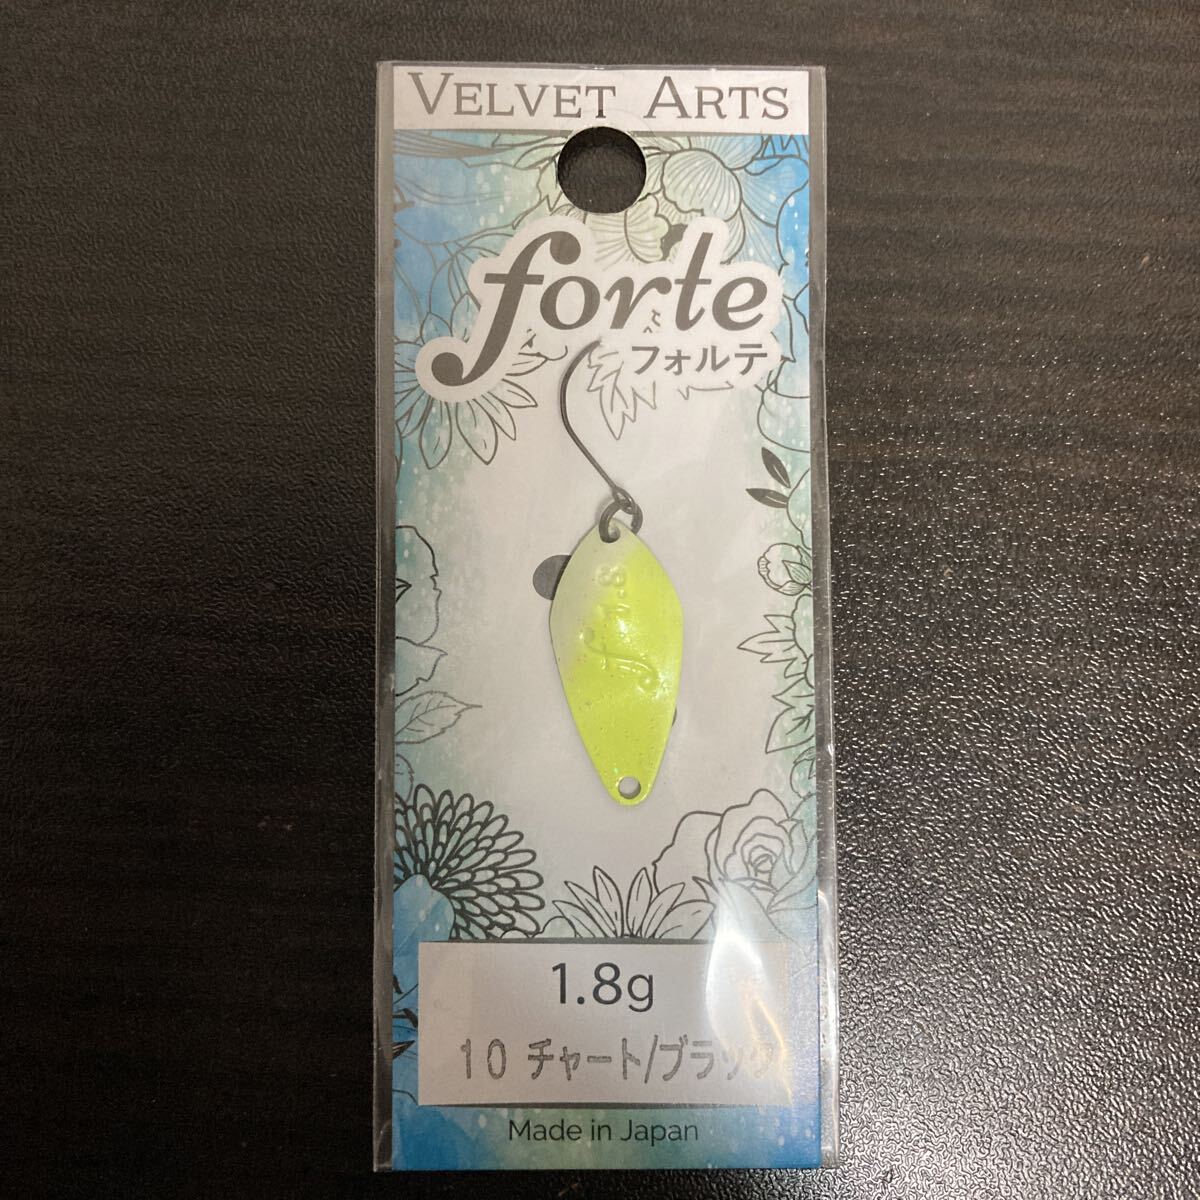 VELVET ARTS
forte
フォルテ
1.8g
10 チャート/ブラック
Made in Japan